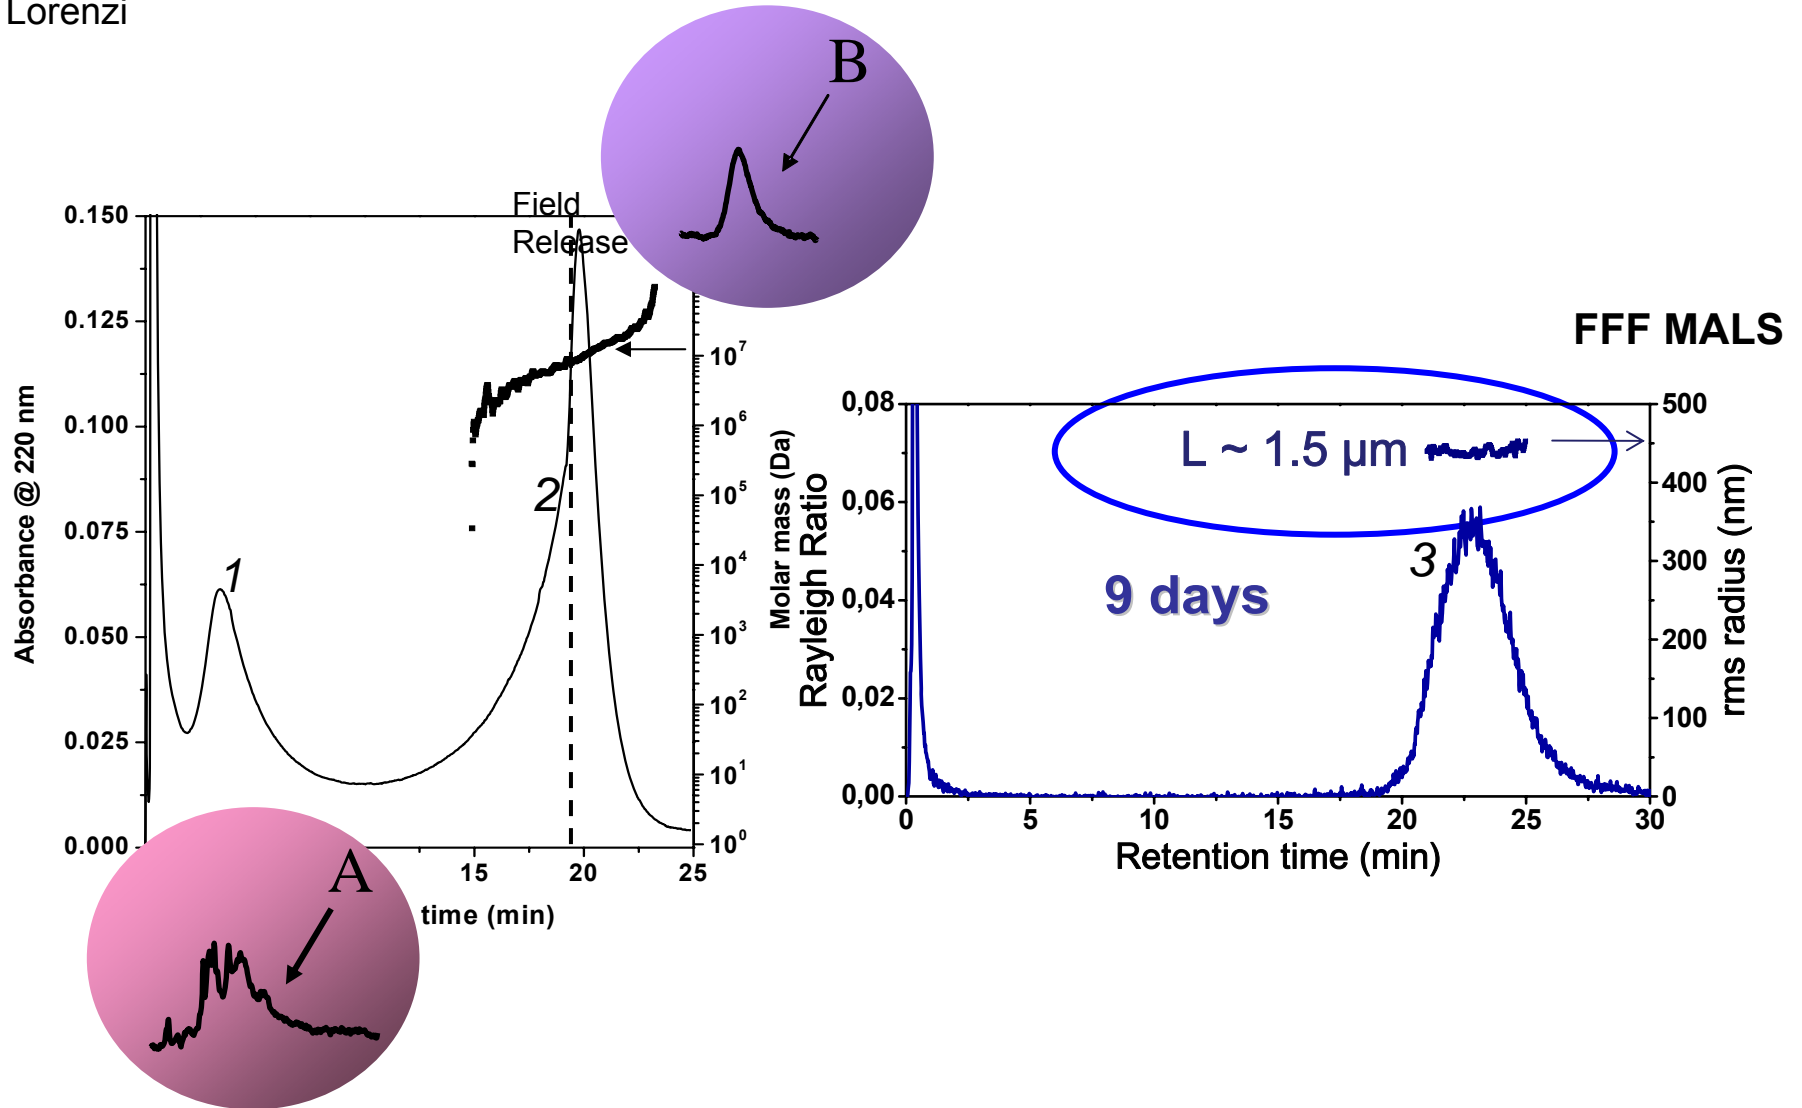 Lorenzi
B
Field
Release
0.150
0.125
0.100
0.075
0.050
0.025
0.000
Absorbance @ 220 nm
1
2
10^7
10^6
10^5
10^4
10^3
10^2
10^1
10^0
Molar mass (Da)
15 20 25
time (min)
A
FFF MALS
0,08
0,06
0,04
0,02
0,00
Rayleigh Ratio
L ~ 1.5 µm
9 days
3
500
400
300
200
100
0
rms radius (nm)
0 5 10 15 20 25 30
Retention time (min)